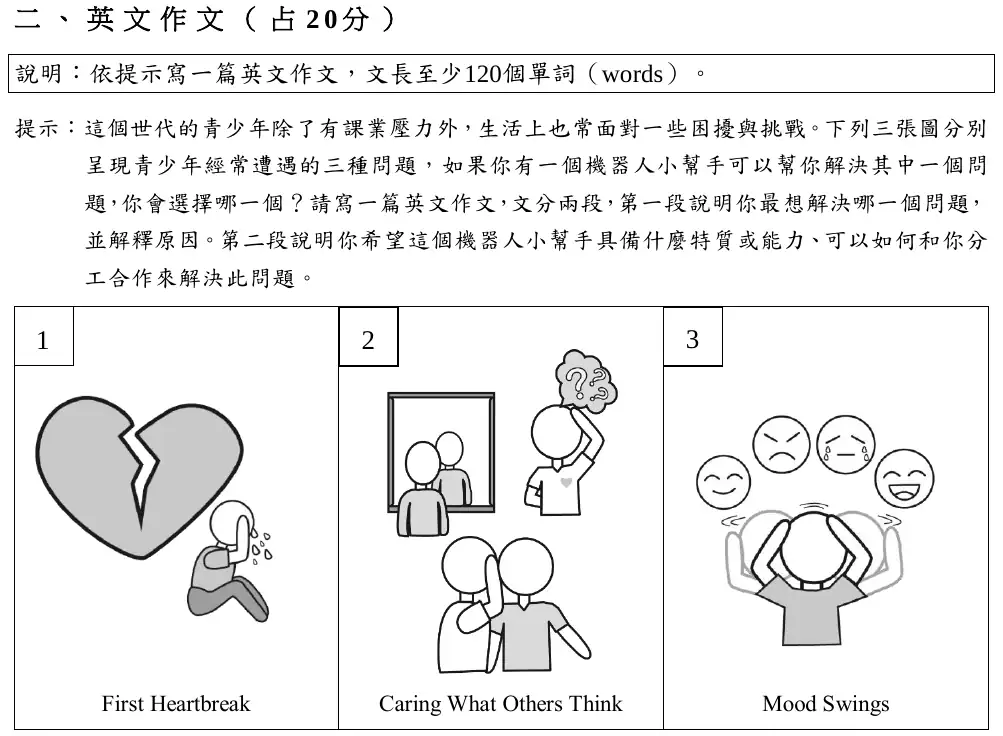 二、英文作文（占20分）
說明：依提示寫一篇英文作文，文長至少120個單詞（words）。
提示：這個世代的青少年除了有課業壓力外，生活上也常面對一些困擾與挑戰。下列三張圖分別
呈現青少年經常遭遇的三種問題，如果你有一個機器人小幫手可以幫你解決其中一個問
題，你會選擇哪一個？請寫一篇英文作文，文分兩段，第一段說明你最想解決哪一個問題，
並解釋原因。第二段說明你希望這個機器人小幫手具備什麼特質或能力、可以如何和你分
工合作來解決此問題。
1
2
3
? ? ?
First Heartbreak
Caring What Others Think
Mood Swings